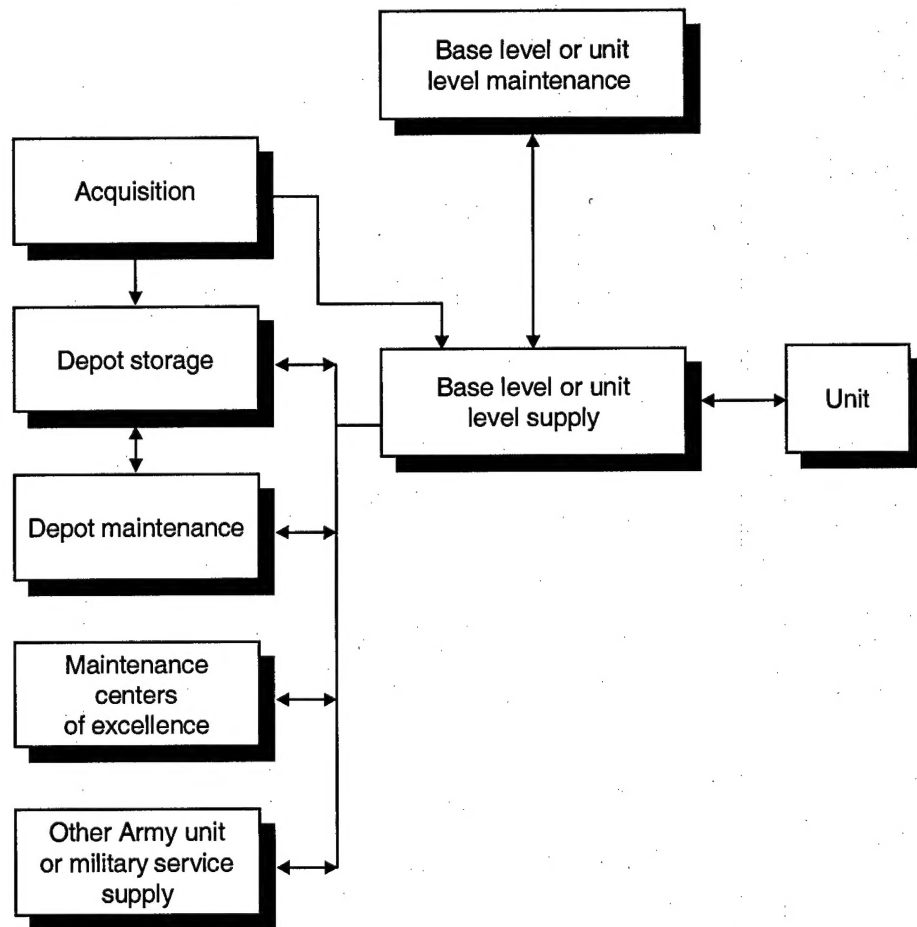 Base level or unit
level maintenance
Acquisition
Depot storage
Base level or unit
level supply
Unit
Depot maintenance
Maintenance
centers
of excellence
Other Army unit
or military service
supply